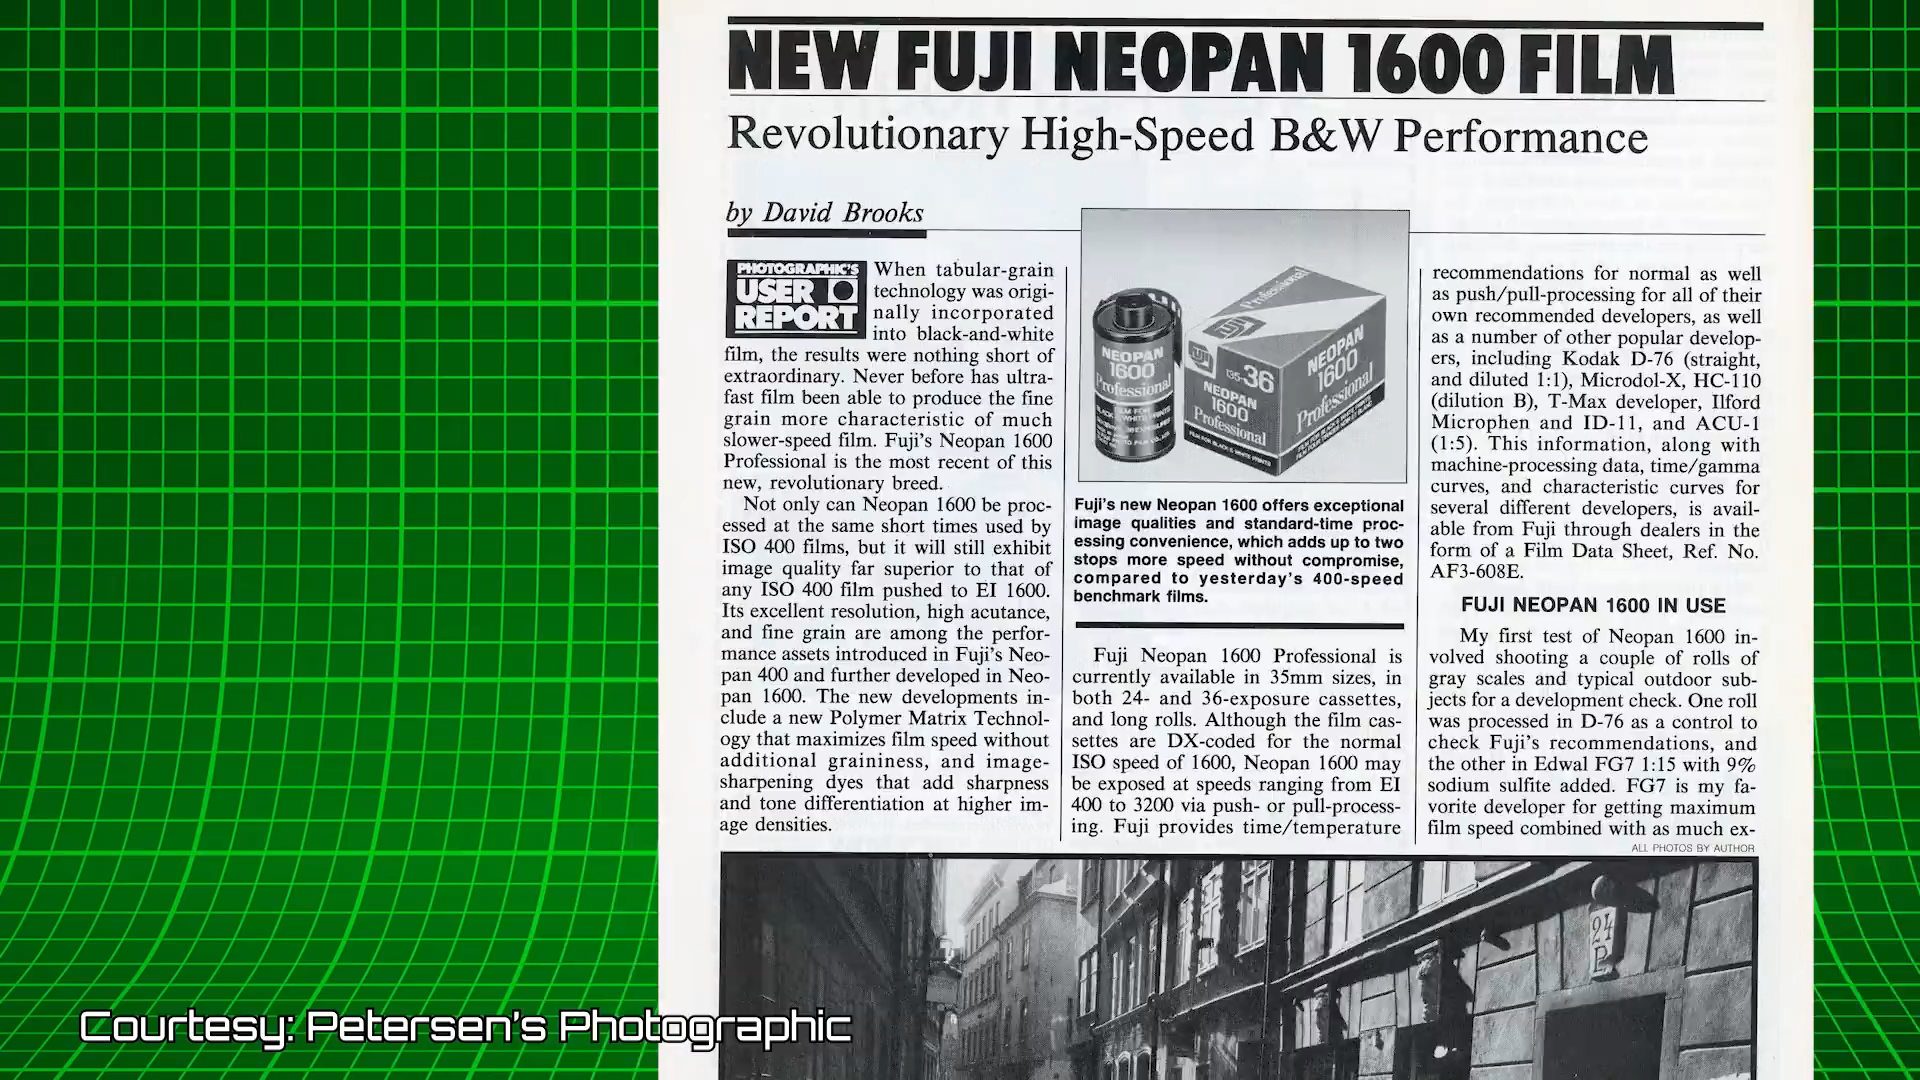 NEW FUJI NEOPAN 1600 FILM
Revolutionary High-Speed B&W Performance
by David Brooks
PHOTOGRAPHIC'S
USER
REPORT
When tabular-grain
technology was origi-
nally incorporated
into black-and-white
film, the results were nothing short of
extraordinary. Never before has ultra-
fast film been able to produce the fine
grain more characteristic of much
slower-speed film. Fuji's Neopan 1600
Professional is the most recent of this
new, revolutionary breed.
Not only can Neopan 1600 be proc-
essed at the same short times used by
ISO 400 films, but it will still exhibit
image quality far superior to that of
any ISO 400 film pushed to EI 1600.
Its excellent resolution, high acutance,
and fine grain are among the perfor-
mance assets introduced in Fuji's Neo-
pan 400 and further developed in Neo-
pan 1600. The new developments in-
clude a new Polymer Matrix Technol-
ogy that maximizes film speed without
additional graininess, and image-
sharpening dyes that add sharpness
and tone differentiation at higher im-
age densities.
NEOPAN
1600
Professional
Professional
FUJI
FUJI
135-36
NEOPAN
1600
Professional
FILM FOR BLACK & WHITE PRINTS
NEOPAN
1600
Professional
Fuji's new Neopan 1600 offers exceptional
image qualities and standard-time proc-
essing convenience, which adds up to two
stops more speed without compromise,
compared to yesterday's 400-speed
benchmark films.
Fuji Neopan 1600 Professional is
currently available in 35mm sizes, in
both 24- and 36-exposure cassettes,
and long rolls. Although the film cas-
settes are DX-coded for the normal
ISO speed of 1600, Neopan 1600 may
be exposed at speeds ranging from EI
400 to 3200 via push- or pull-process-
ing. Fuji provides time/temperature
recommendations for normal as well
as push/pull-processing for all of their
own recommended developers, as well
as a number of other popular develop-
ers, including Kodak D-76 (straight,
and diluted 1:1), Microdol-X, HC-110
(dilution B), T-Max developer, Ilford
Microphen and ID-11, and ACU-1
(1:5). This information, along with
machine-processing data, time/gamma
curves, and characteristic curves for
several different developers, is avail-
able from Fuji through dealers in the
form of a Film Data Sheet, Ref. No.
AF3-608E.
FUJI NEOPAN 1600 IN USE
My first test of Neopan 1600 in-
volved shooting a couple of rolls of
gray scales and typical outdoor sub-
jects for a development check. One roll
was processed in D-76 as a control to
check Fuji's recommendations, and
the other in Edwal FG7 1:15 with 9%
sodium sulfite added. FG7 is my fa-
vorite developer for getting maximum
film speed combined with as much ex-
ALL PHOTOS BY AUTHOR
24
P
Courtesy: Petersen's Photographic